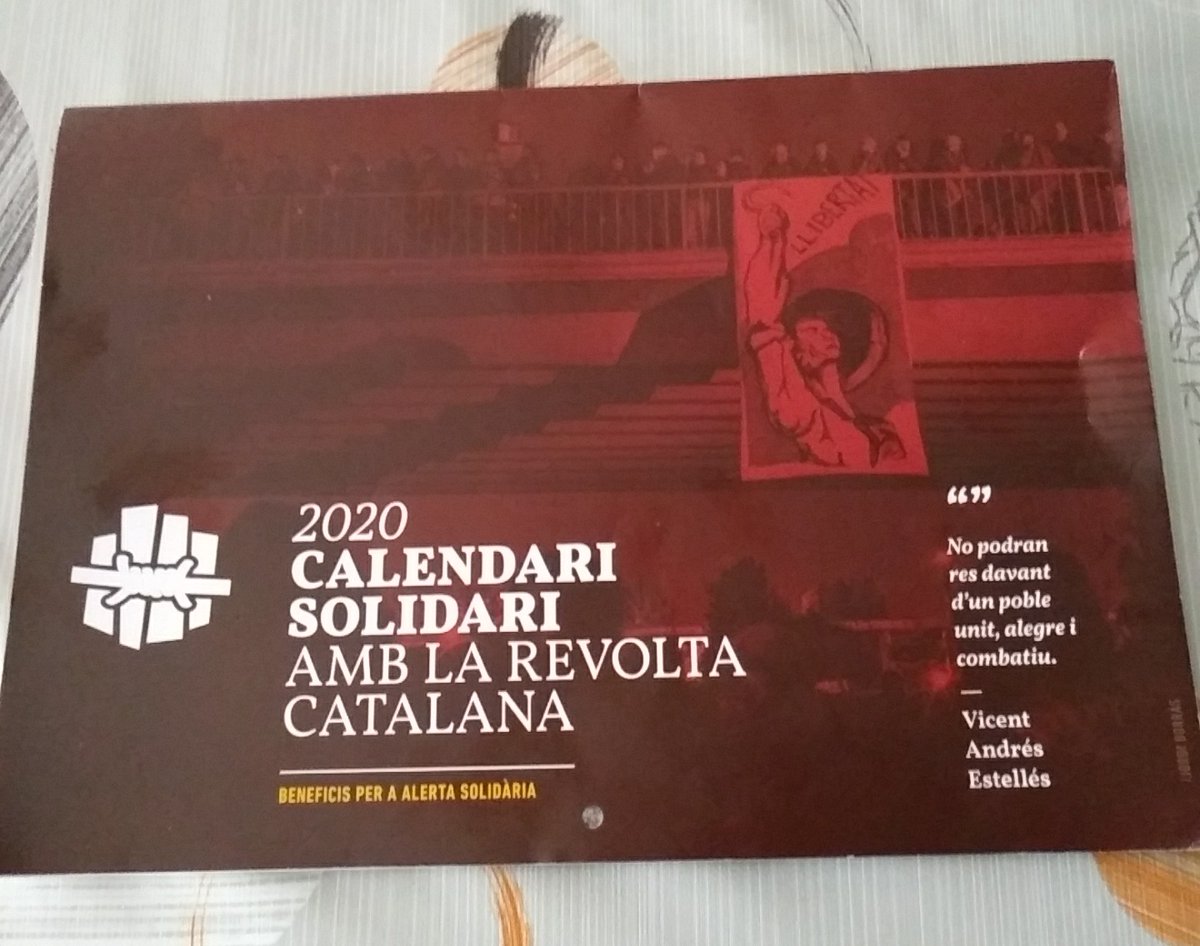 LLIBERTAT
2020
CALENDARI
SOLIDARI
AMB LA REVOLTA
CATALANA
BENEFICIS PER A ALERTA SOLIDÀRIA
“”
No podran
res davant
d'un poble
unit, alegre i
combatiu.
—
Vicent
Andrés
Estellés